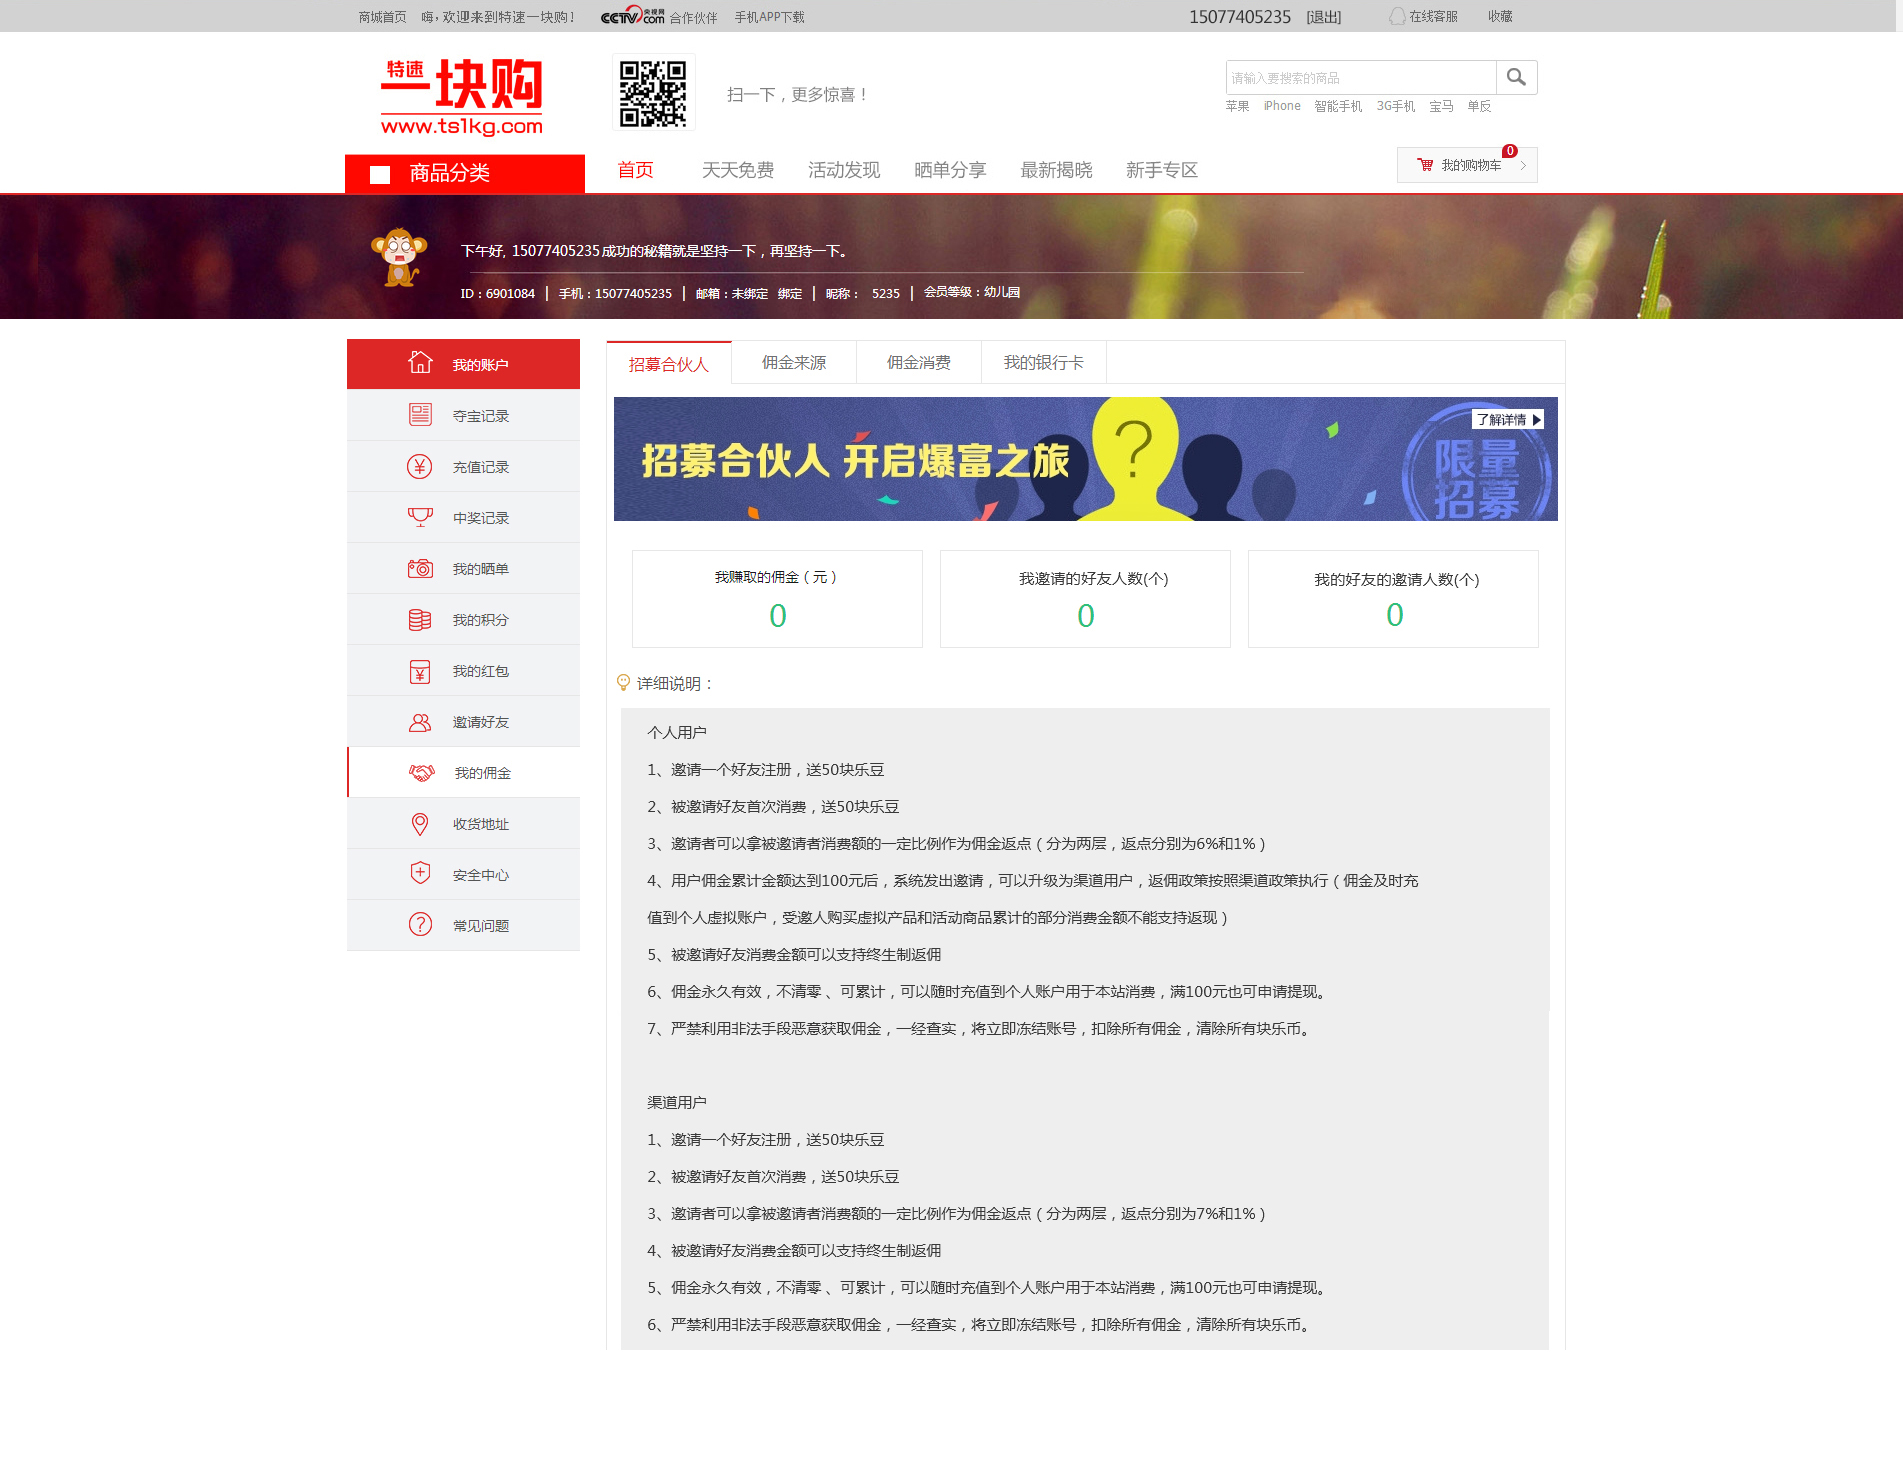 商城首页 嗨，欢迎来到特速一块购！ CCTV.com 央视网 合作伙伴 手机APP下载 15077405235 [退出] 在线客服 收藏
特速
一块购
www.ts1kg.com
扫一下，更多惊喜！
请输入要搜索的商品
苹果 iPhone 智能手机 3G手机 宝马 单反
商品分类 首页 天天免费 活动发现 晒单分享 最新揭晓 新手专区
我的购物车 0
下午好, 15077405235成功的秘籍就是坚持一下，再坚持一下。
ID：6901084 | 手机：15077405235 | 邮箱：未绑定 绑定 | 昵称： 5235 | 会员等级：幼儿园
我的账户
夺宝记录
充值记录
中奖记录
我的晒单
我的积分
我的红包
邀请好友
我的佣金
收货地址
安全中心
常见问题
招募合伙人 佣金来源 佣金消费 我的银行卡
招募合伙人 开启爆富之旅
?
了解详情
限量
招募
我赚取的佣金（元）
0
我邀请的好友人数(个)
0
我的好友的邀请人数(个)
0
详细说明：
个人用户
1、邀请一个好友注册，送50块乐豆
2、被邀请好友首次消费，送50块乐豆
3、邀请者可以拿被邀请者消费额的一定比例作为佣金返点（分为两层，返点分别为6%和1%）
4、用户佣金累计金额达到100元后，系统发出邀请，可以升级为渠道用户，返佣政策按照渠道政策执行（佣金及时充
值到个人虚拟账户，受邀人购买虚拟产品和活动商品累计的部分消费金额不能支持返现）
5、被邀请好友消费金额可以支持终生制返佣
6、佣金永久有效，不清零 、可累计，可以随时充值到个人账户用于本站消费，满100元也可申请提现。
7、严禁利用非法手段恶意获取佣金，一经查实，将立即冻结账号，扣除所有佣金，清除所有块乐币。
渠道用户
1、邀请一个好友注册，送50块乐豆
2、被邀请好友首次消费，送50块乐豆
3、邀请者可以拿被邀请者消费额的一定比例作为佣金返点（分为两层，返点分别为7%和1%）
4、被邀请好友消费金额可以支持终生制返佣
5、佣金永久有效，不清零 、可累计，可以随时充值到个人账户用于本站消费，满100元也可申请提现。
6、严禁利用非法手段恶意获取佣金，一经查实，将立即冻结账号，扣除所有佣金，清除所有块乐币。